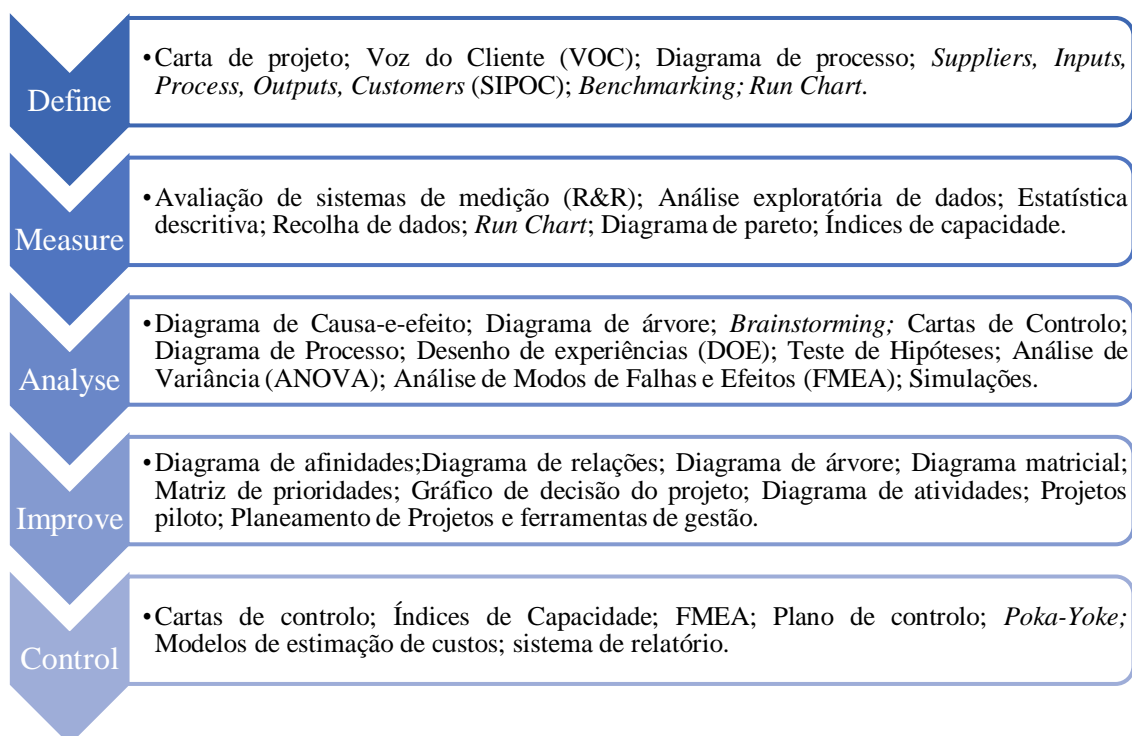 Define
•Carta de projeto; Voz do Cliente (VOC); Diagrama de processo; Suppliers, Inputs,
Process, Outputs, Customers (SIPOC); Benchmarking; Run Chart.
Measure
•Avaliação de sistemas de medição (R&R); Análise exploratória de dados; Estatística
descritiva; Recolha de dados; Run Chart; Diagrama de pareto; Índices de capacidade.
Analyse
•Diagrama de Causa-e-efeito; Diagrama de árvore; Brainstorming; Cartas de Controlo;
Diagrama de Processo; Desenho de experiências (DOE); Teste de Hipóteses; Análise de
Variância (ANOVA); Análise de Modos de Falhas e Efeitos (FMEA); Simulações.
Improve
•Diagrama de afinidades;Diagrama de relações; Diagrama de árvore; Diagrama matricial;
Matriz de prioridades; Gráfico de decisão do projeto; Diagrama de atividades; Projetos
piloto; Planeamento de Projetos e ferramentas de gestão.
Control
•Cartas de controlo; Índices de Capacidade; FMEA; Plano de controlo; Poka-Yoke;
Modelos de estimação de custos; sistema de relatório.